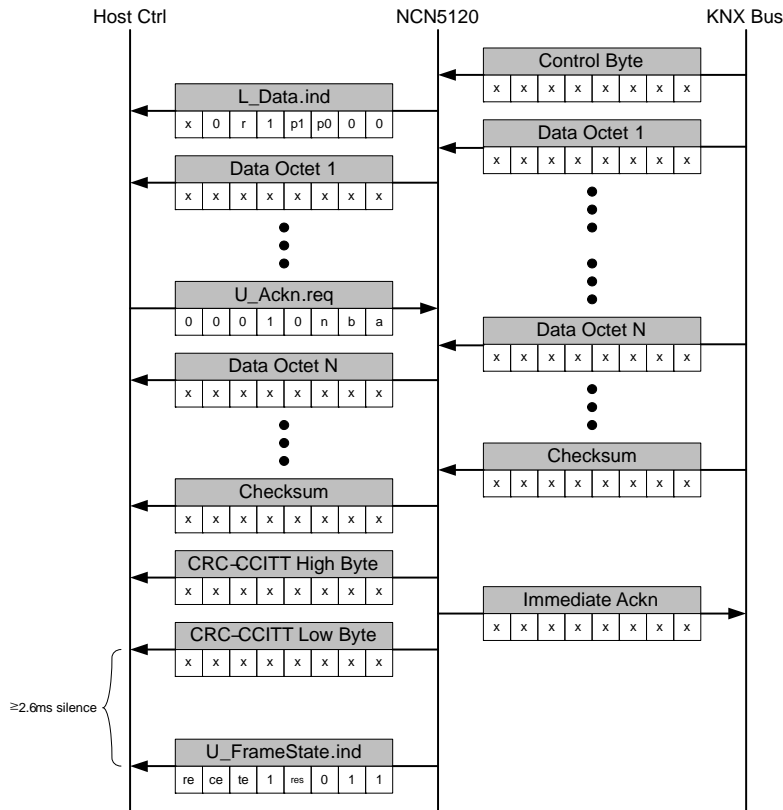 Host Ctrl NCN5120 KNX Bus
Control Byte
x x x x x x x x
L_Data.ind
x 0 r 1 p1 p0 0 0
Data Octet 1
x x x x x x x x
Data Octet 1
x x x x x x x x
U_Ackn.req
0 0 0 1 0 n b a
Data Octet N
x x x x x x x x
Data Octet N
x x x x x x x x
Checksum
x x x x x x x x
Checksum
x x x x x x x x
CRC-CCITT High Byte
x x x x x x x x
Immediate Ackn
x x x x x x x x
CRC-CCITT Low Byte
x x x x x x x x
≥2.6ms silence
U_FrameState.ind
re ce te 1 res 0 1 1